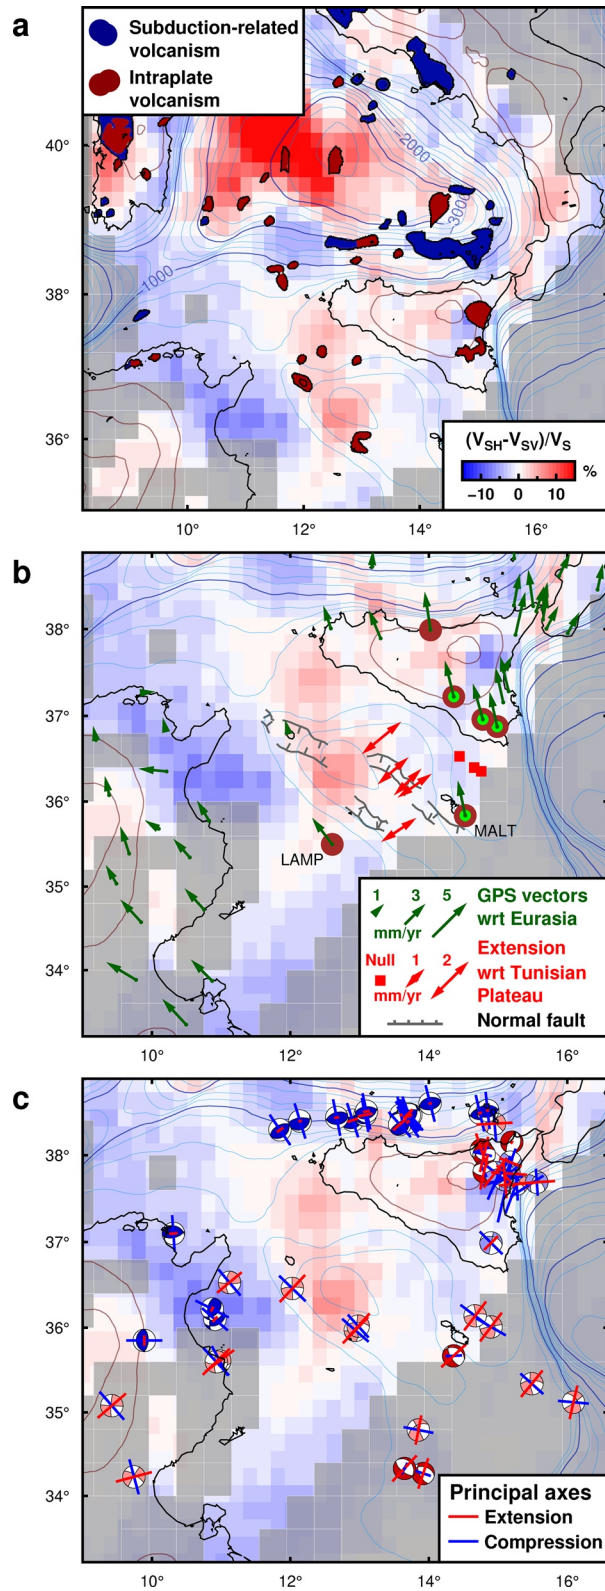 a
Subduction-related
volcanism
Intraplate
volcanism
40°
38°
36°
−2000
−3000
−1000
(VSH-VSV)/VS
%
−10 0 10
10° 12° 14° 16°
b
38°
37°
36°
35°
34°
LAMP
MALT
1 3 5 GPS vectors
wrt Eurasia
mm/yr
Null 1 2 Extension
wrt Tunisian
mm/yr Plateau
Normal fault
10° 12° 14° 16°
c
38°
37°
36°
35°
34°
Principal axes
Extension
Compression
10° 12° 14° 16°